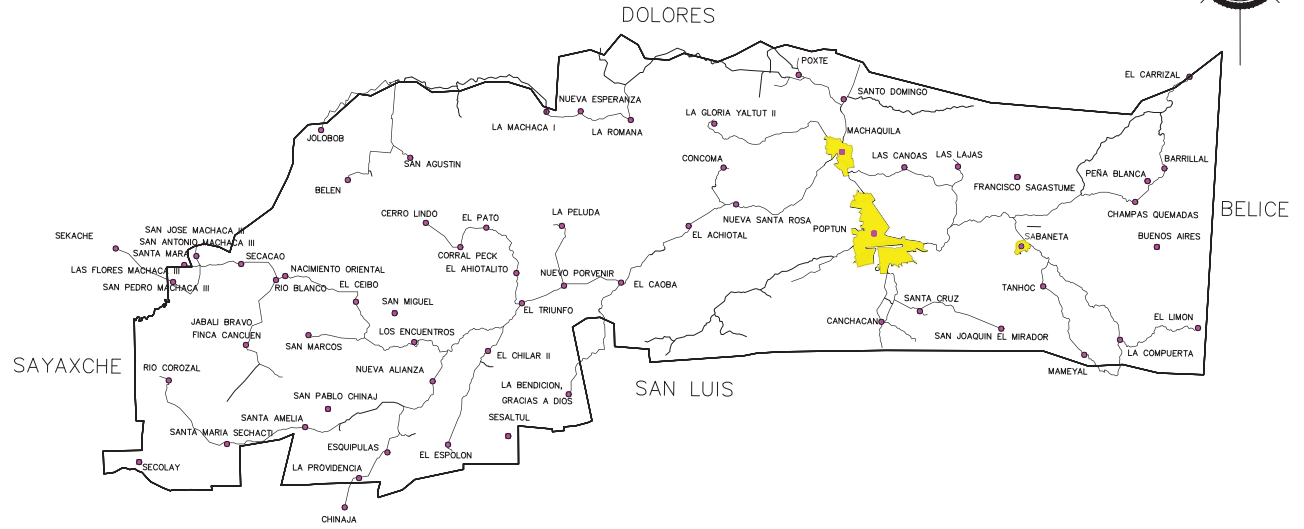 DOLORES
POXTE
EL CARRIZAL
SANTO DOMINGO
NUEVA ESPERANZA
LA MACHACA I
LA ROMANA
LA GLORIA YALTUT II
MACHAQUILA
JOLOBOB
SAN AGUSTIN
BELEN
CONCOMA
LAS CANOAS
LAS LAJAS
FRANCISCO SAGASTUME
PEÑA BLANCA
BARRILLAL
CHAMPAS QUEMADAS
BELICE
CERRO LINDO
EL PATO
LA PELUDA
NUEVA SANTA ROSA
EL ACHIOTAL
POPTUN
SABANETA
BUENOS AIRES
SEKACHE
SAN JOSE MACHACA III
SAN ANTONIO MACHACA III
SANTA MARA
SECACAO
CORRAL PECK
EL AHIOTALITO
LAS FLORES MACHACA III
SAN PEDRO MACHACA III
NACIMIENTO ORIENTAL
RIO BLANCO
EL CEIBO
NUEVO PORVENIR
EL CAOBA
TANHOC
SAN MIGUEL
EL TRIUNFO
SANTA CRUZ
CANCHACAN
SAN JOAQUIN EL MIRADOR
EL LIMON
JABALI BRAVO
FINCA CANCUEN
SAN MARCOS
LOS ENCUENTROS
EL CHILAR II
LA COMPUERTA
MAMEYAL
SAYAXCHE
RIO COROZAL
NUEVA ALIANZA
LA BENDICION,
GRACIAS A DIOS
SAN LUIS
SAN PABLO CHINAJ
SANTA AMELIA
SESALTUL
SANTA MARIA SECHACTI
ESQUIPULAS
EL ESPOLON
SECOLAY
LA PROVIDENCIA
CHINAJA